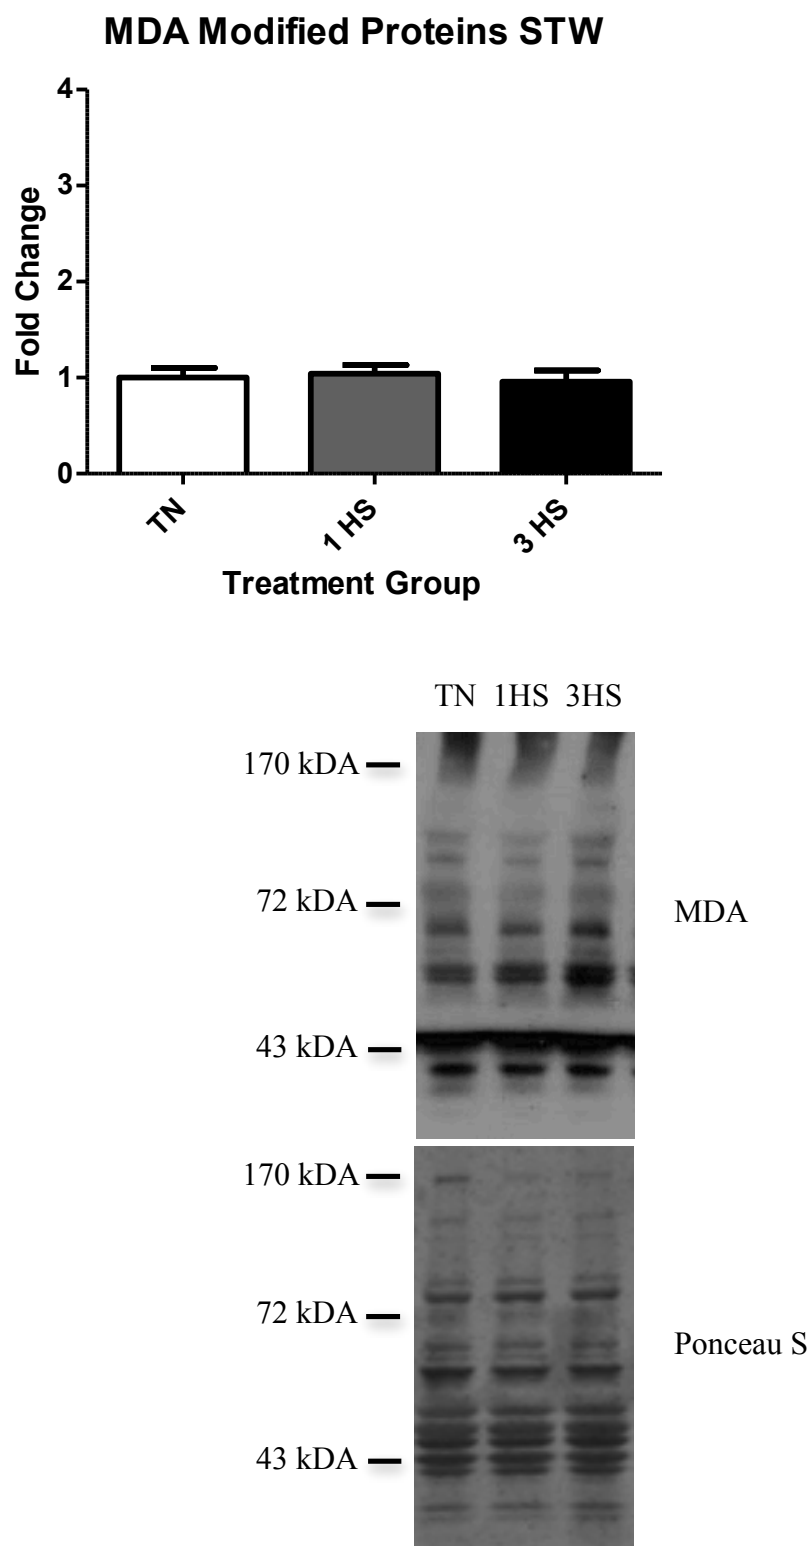 MDA Modified Proteins STW
4
3
2
1
0
Fold Change
TN
1 HS
3 HS
Treatment Group
TN 1HS 3HS
170 kDA
72 kDA
MDA
43 kDA
170 kDA
72 kDA
Ponceau S
43 kDA